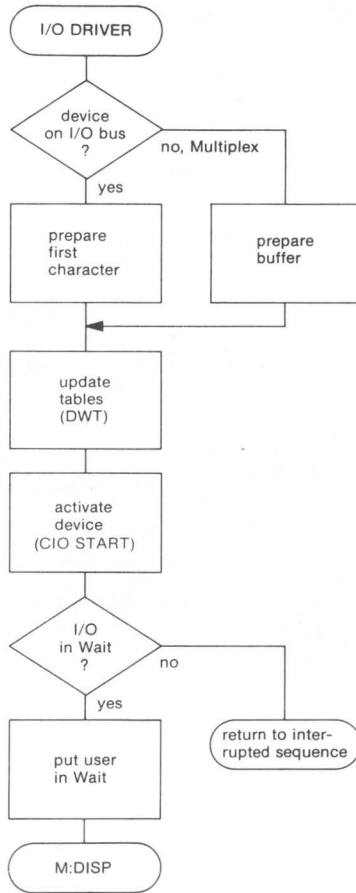 I/O DRIVER
device
on I/O bus
?
no, Multiplex
yes
prepare
first
character
prepare
buffer
update
tables
(DWT)
activate
device
(CIO START)
I/O
in Wait
?
no
yes
put user
in Wait
return to inter-
rupted sequence
M:DISP